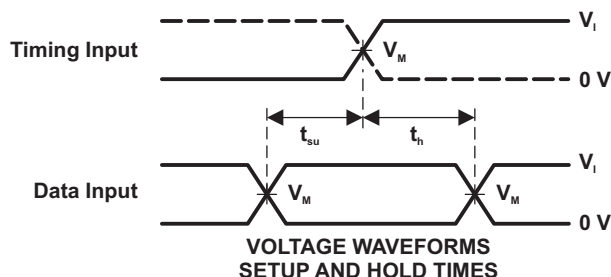 V_I
Timing Input
V_M
0 V
t_su
t_h
V_I
Data Input
V_M
V_M
0 V
VOLTAGE WAVEFORMS
SETUP AND HOLD TIMES